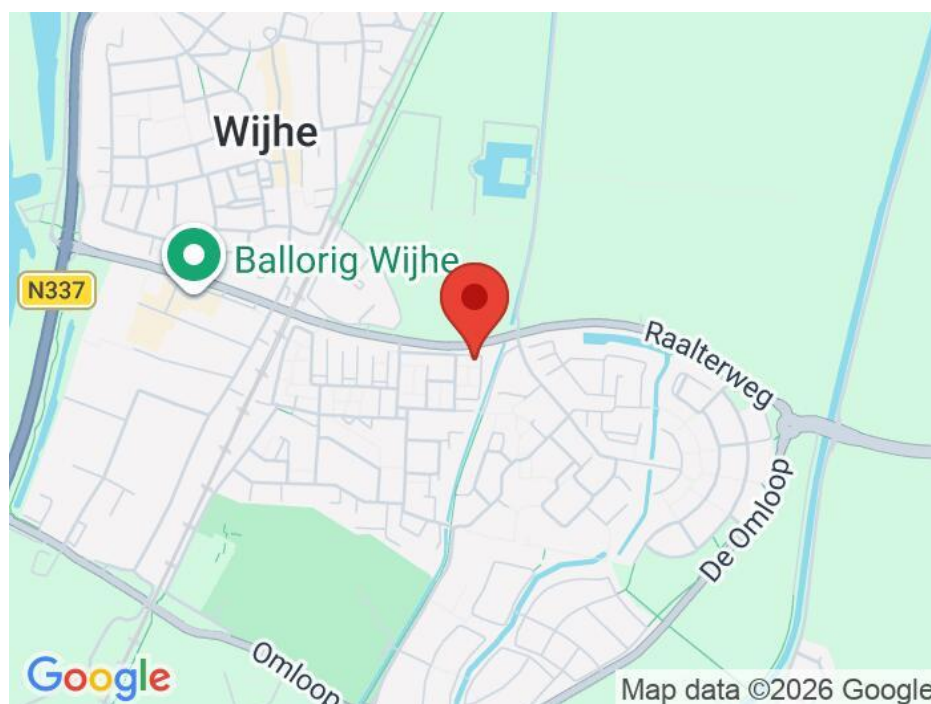 Wijhe
Ballorig Wijhe
N337
Raalterweg
De Omloop
Omloop
Google
Map data ©2026 Google